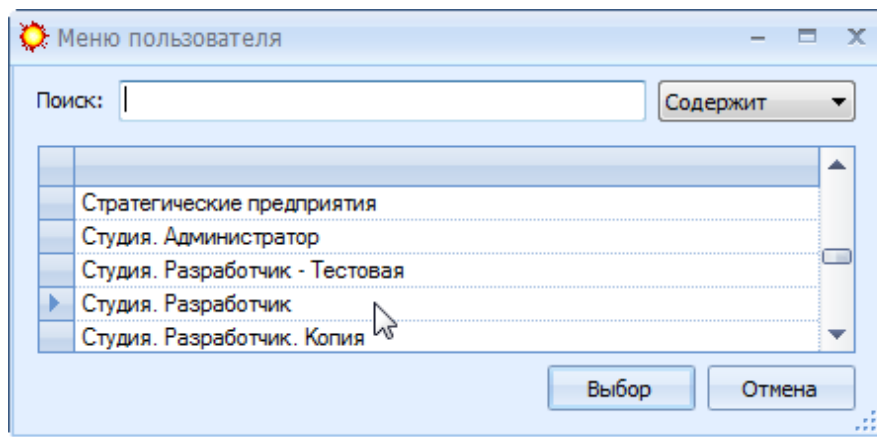 Меню пользователя
Поиск: Содержит
Стратегические предприятия
Студия. Администратор
Студия. Разработчик - Тестовая
Студия. Разработчик
Студия. Разработчик. Копия
Выбор Отмена